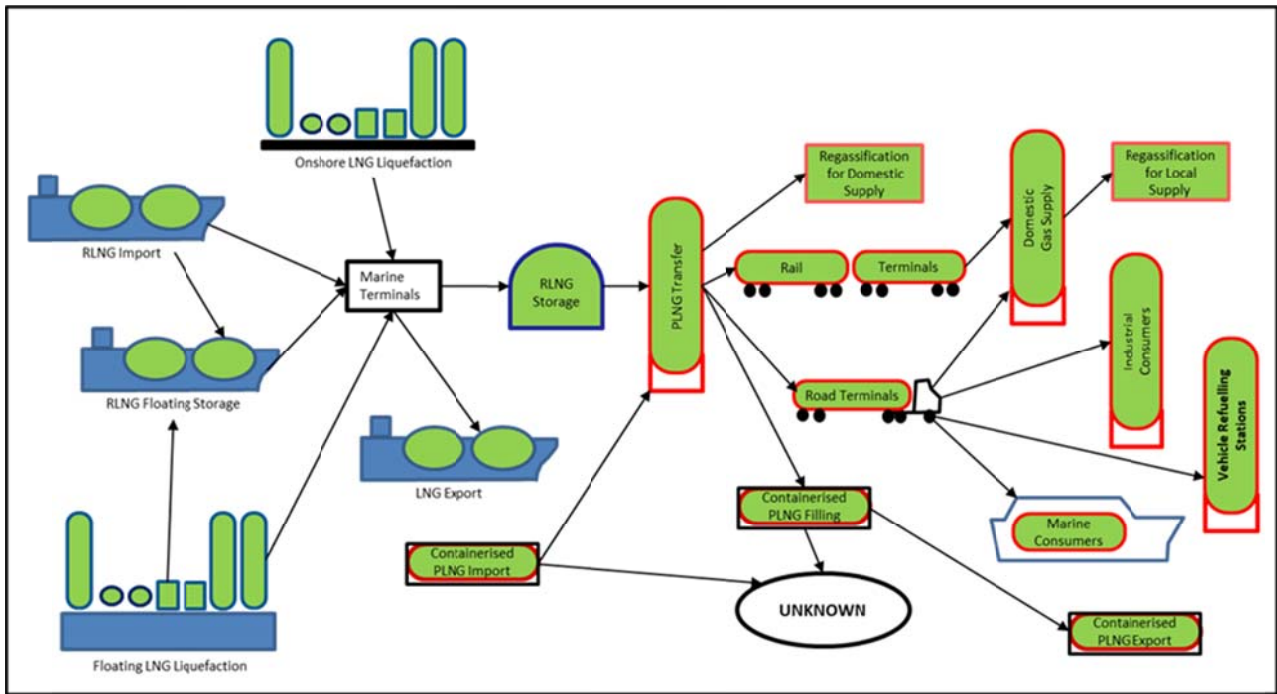 Onshore LNG Liquefaction
RLNG Import
RLNG Floating Storage
Floating LNG Liquefaction
Marine
Terminals
LNG Export
RLNG
Storage
Containerised
PLNG Import
PLNG Transfer
Regassification
for Domestic
Supply
Rail
Terminals
Road Terminals
Containerised
PLNG Filling
UNKNOWN
Domestic
Gas Supply
Regassification
for Local
Supply
Industrial
Consumers
Vehicle Refuelling
Stations
Marine
Consumers
Containerised
PLNGExport